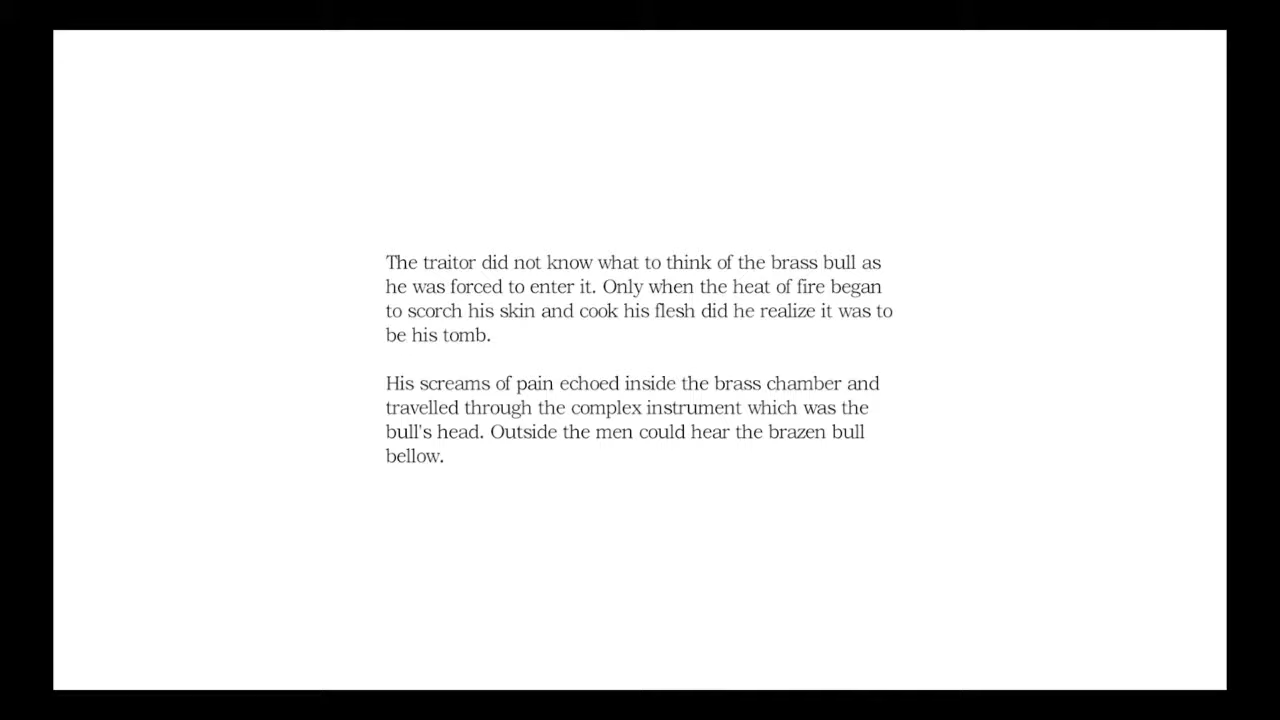 The traitor did not know what to think of the brass bull as
he was forced to enter it. Only when the heat of fire began
to scorch his skin and cook his flesh did he realize it was to
be his tomb.
His screams of pain echoed inside the brass chamber and
travelled through the complex instrument which was the
bull's head. Outside the men could hear the brazen bull
bellow.